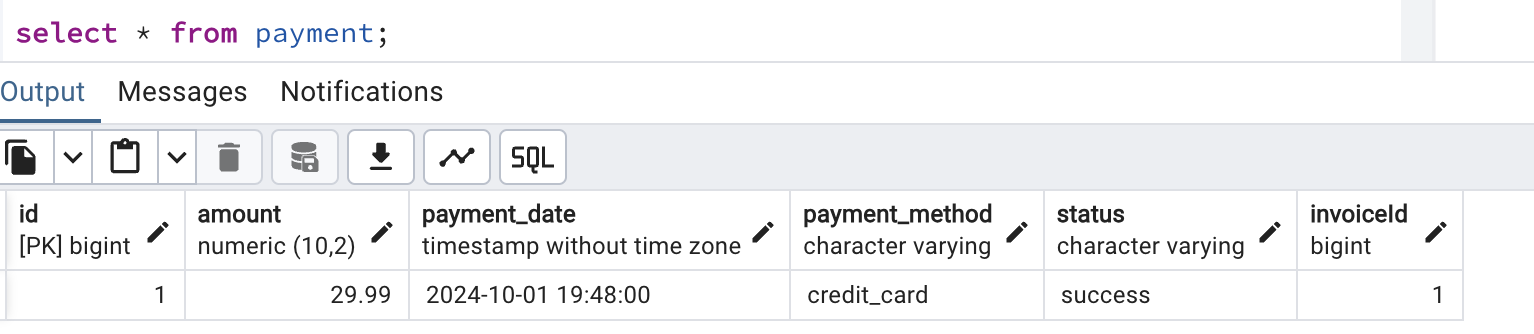 select * from payment;
Output Messages Notifications
SQL
id amount payment_date payment_method status invoiceId
[PK] bigint numeric (10,2) timestamp without time zone character varying character varying bigint
1 29.99 2024-10-01 19:48:00 credit_card success 1